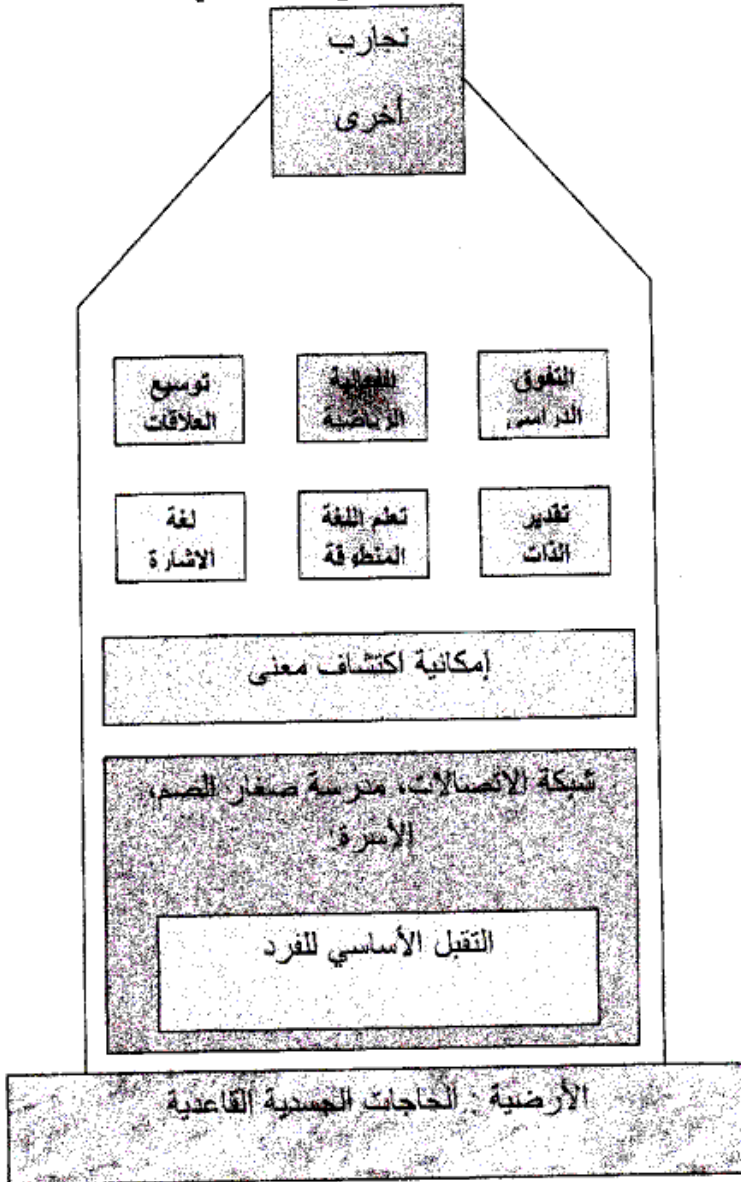 تجارب
أخرى
التفوق
الدراسي
الفعالية
الرياضية
توسيع
العلاقات
تقدير
الذات
تعلم اللغة
المنطوقة
لغة
الاشارة
إمكانية اكتشاف معنى
شبكة الاتصالات، مدرسة صغار الصم،
الأسرة
التقبل الأساسي للفرد
الأرضية : الحاجات الجسدية القاعدية